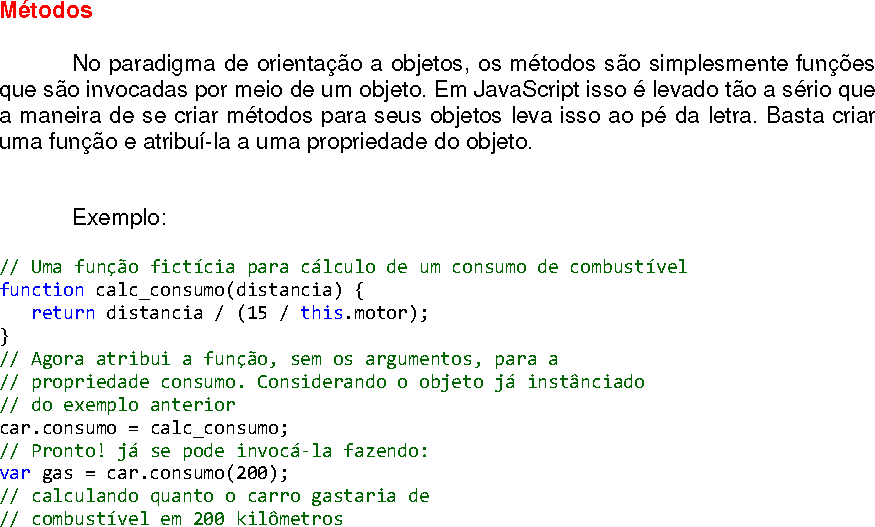 Métodos
No paradigma de orientação a objetos, os métodos são simplesmente funções
que são invocadas por meio de um objeto. Em JavaScript isso é levado tão a sério que
a maneira de se criar métodos para seus objetos leva isso ao pé da letra. Basta criar
uma função e atribuí-la a uma propriedade do objeto.
Exemplo:
// Uma função fictícia para cálculo de um consumo de combustível
function calc_consumo(distancia) {
   return distancia / (15 / this.motor);
}
// Agora atribui a função, sem os argumentos, para a
// propriedade consumo. Considerando o objeto já instânciado
// do exemplo anterior
car.consumo = calc_consumo;
// Pronto! já se pode invocá-la fazendo:
var gas = car.consumo(200);
// calculando quanto o carro gastaria de
// combustível em 200 kilômetros